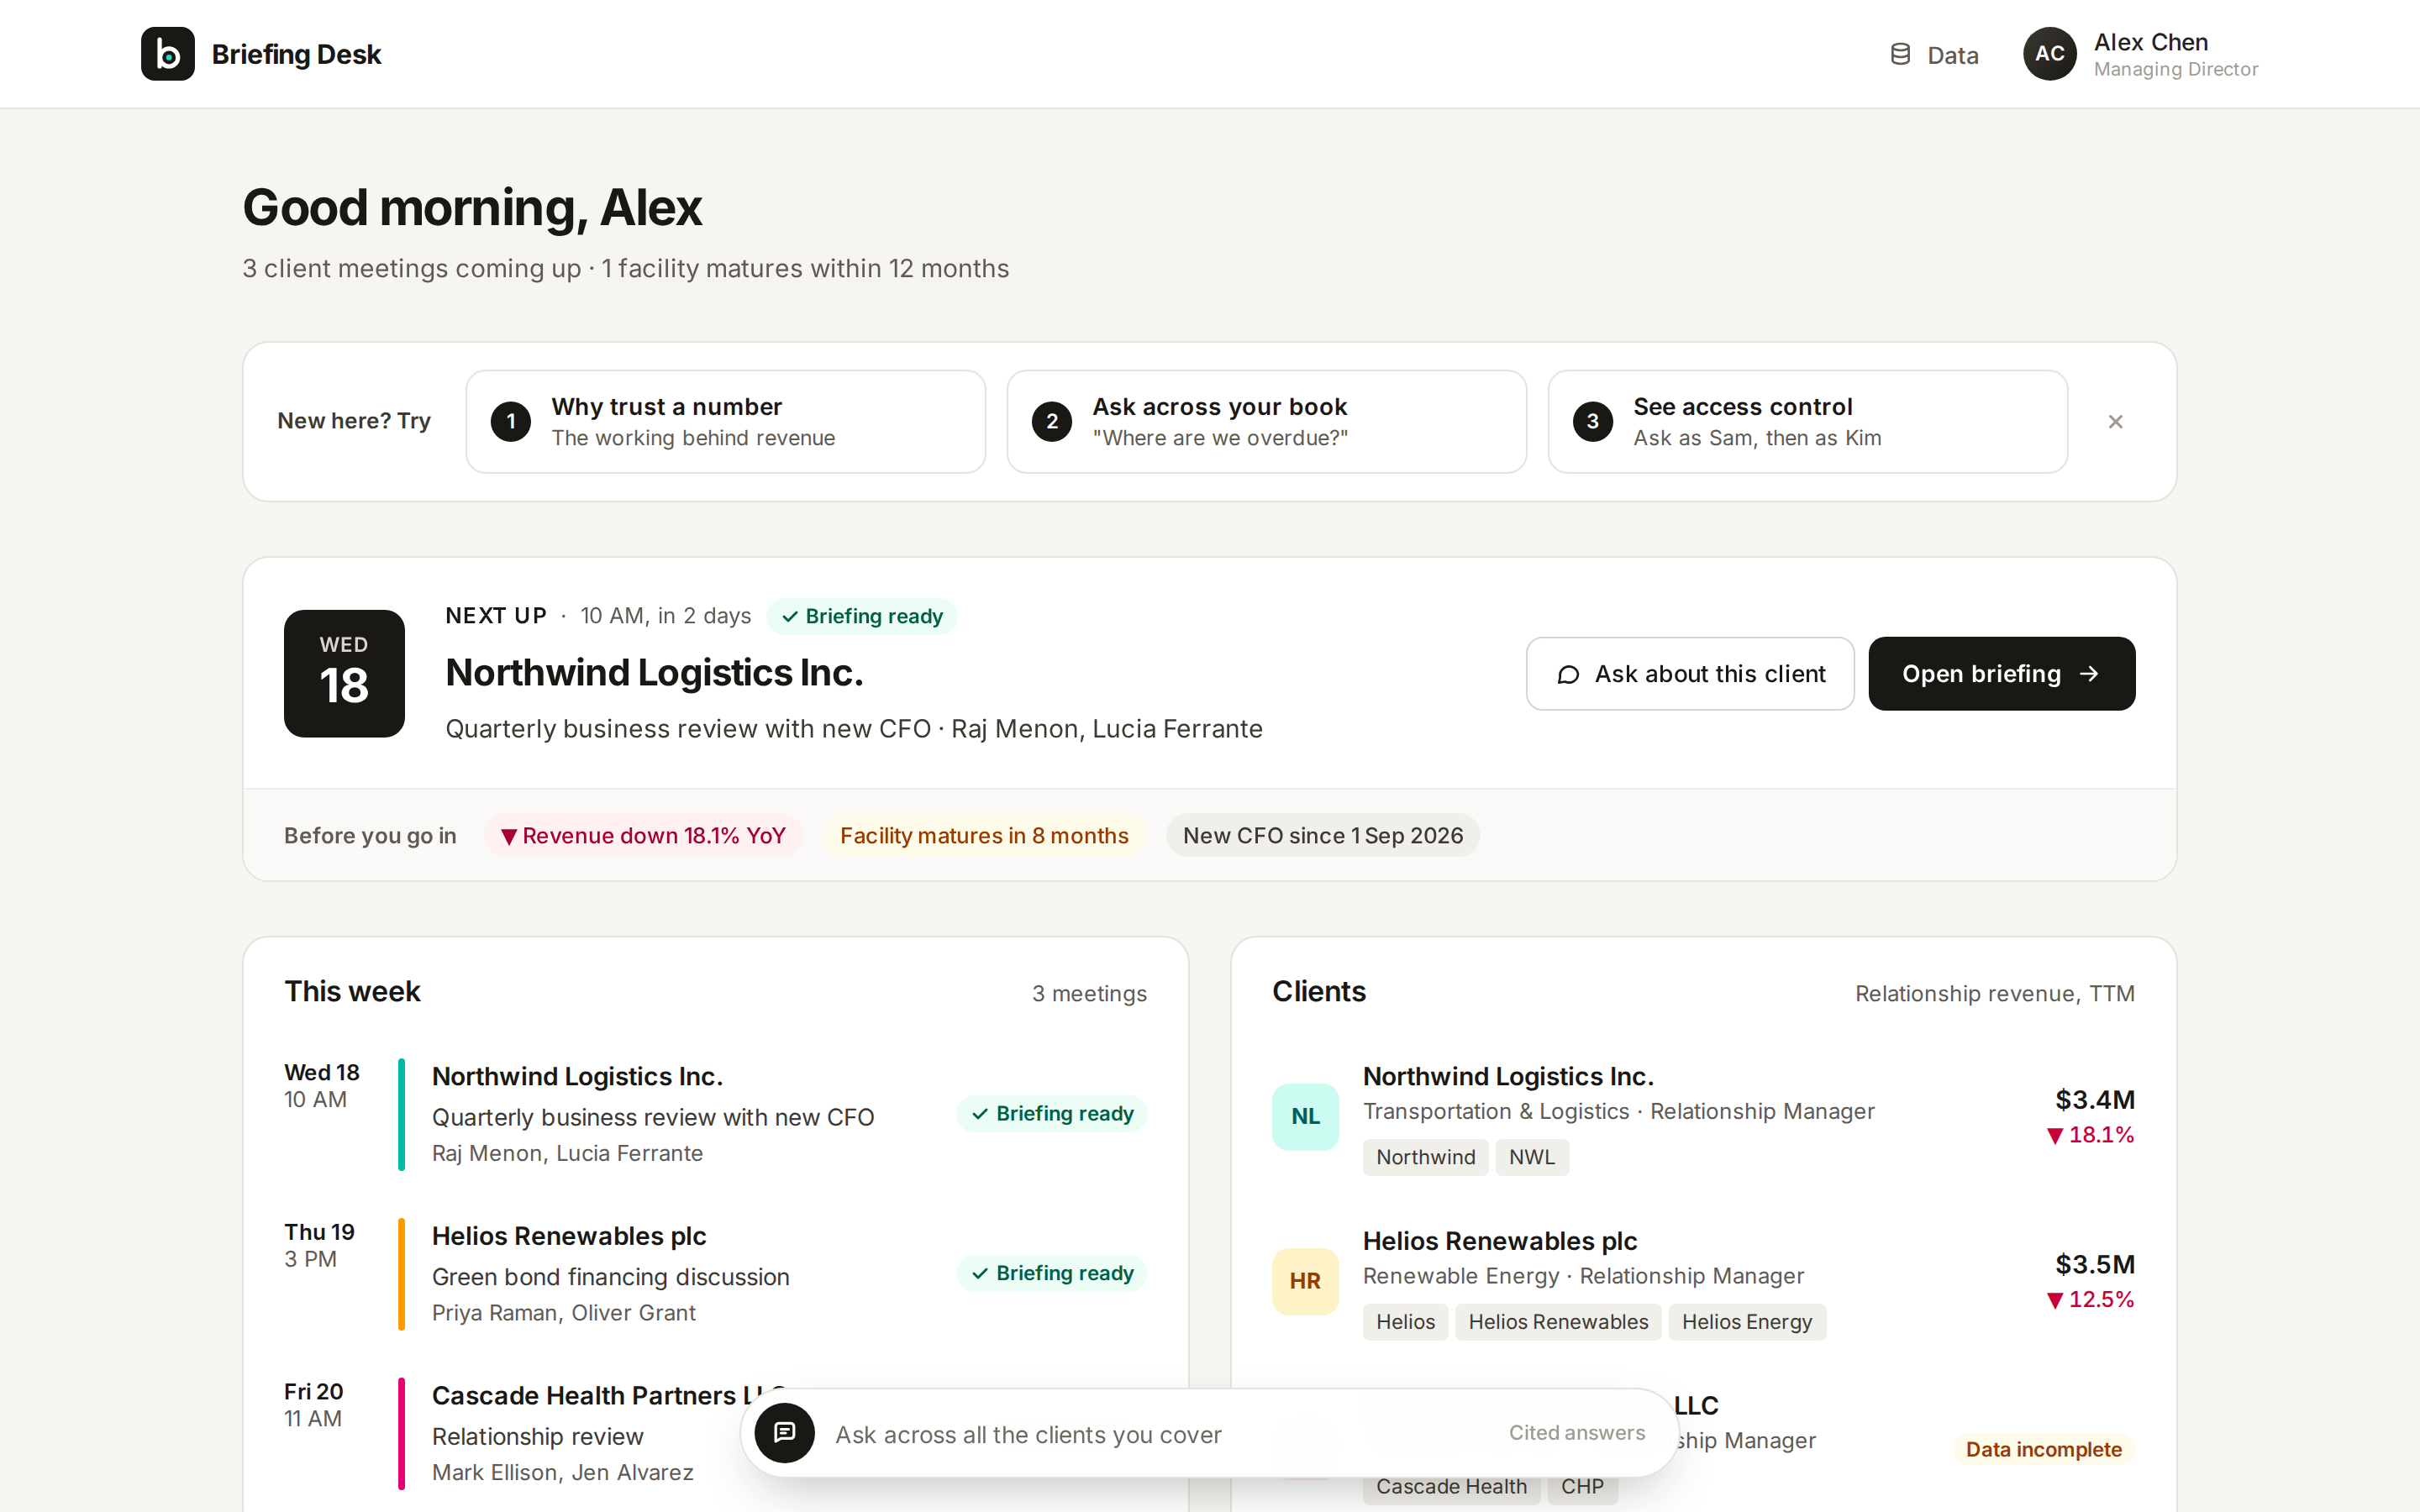 b Briefing Desk
Data
AC
Alex Chen
Managing Director
Good morning, Alex
3 client meetings coming up · 1 facility matures within 12 months
New here? Try
1
Why trust a number
The working behind revenue
2
Ask across your book
"Where are we overdue?"
3
See access control
Ask as Sam, then as Kim
×
WED
18
NEXT UP · 10 AM, in 2 days ✓ Briefing ready
Northwind Logistics Inc.
Quarterly business review with new CFO · Raj Menon, Lucia Ferrante
Ask about this client
Open briefing →
Before you go in
▼ Revenue down 18.1% YoY
Facility matures in 8 months
New CFO since 1 Sep 2026
This week
3 meetings
Wed 18
10 AM
Northwind Logistics Inc.
Quarterly business review with new CFO
Raj Menon, Lucia Ferrante
✓ Briefing ready
Thu 19
3 PM
Helios Renewables plc
Green bond financing discussion
Priya Raman, Oliver Grant
✓ Briefing ready
Fri 20
11 AM
Cascade Health Partners
Relationship review
Mark Ellison, Jen Alvarez
Clients
Relationship revenue, TTM
NL
Northwind Logistics Inc.
Transportation & Logistics · Relationship Manager
Northwind
NWL
$3.4M
▼ 18.1%
HR
Helios Renewables plc
Renewable Energy · Relationship Manager
Helios
Helios Renewables
Helios Energy
$3.5M
▼ 12.5%
LLC
Manager
Cascade Health
CHP
Data incomplete
Ask across all the clients you cover
Cited answers